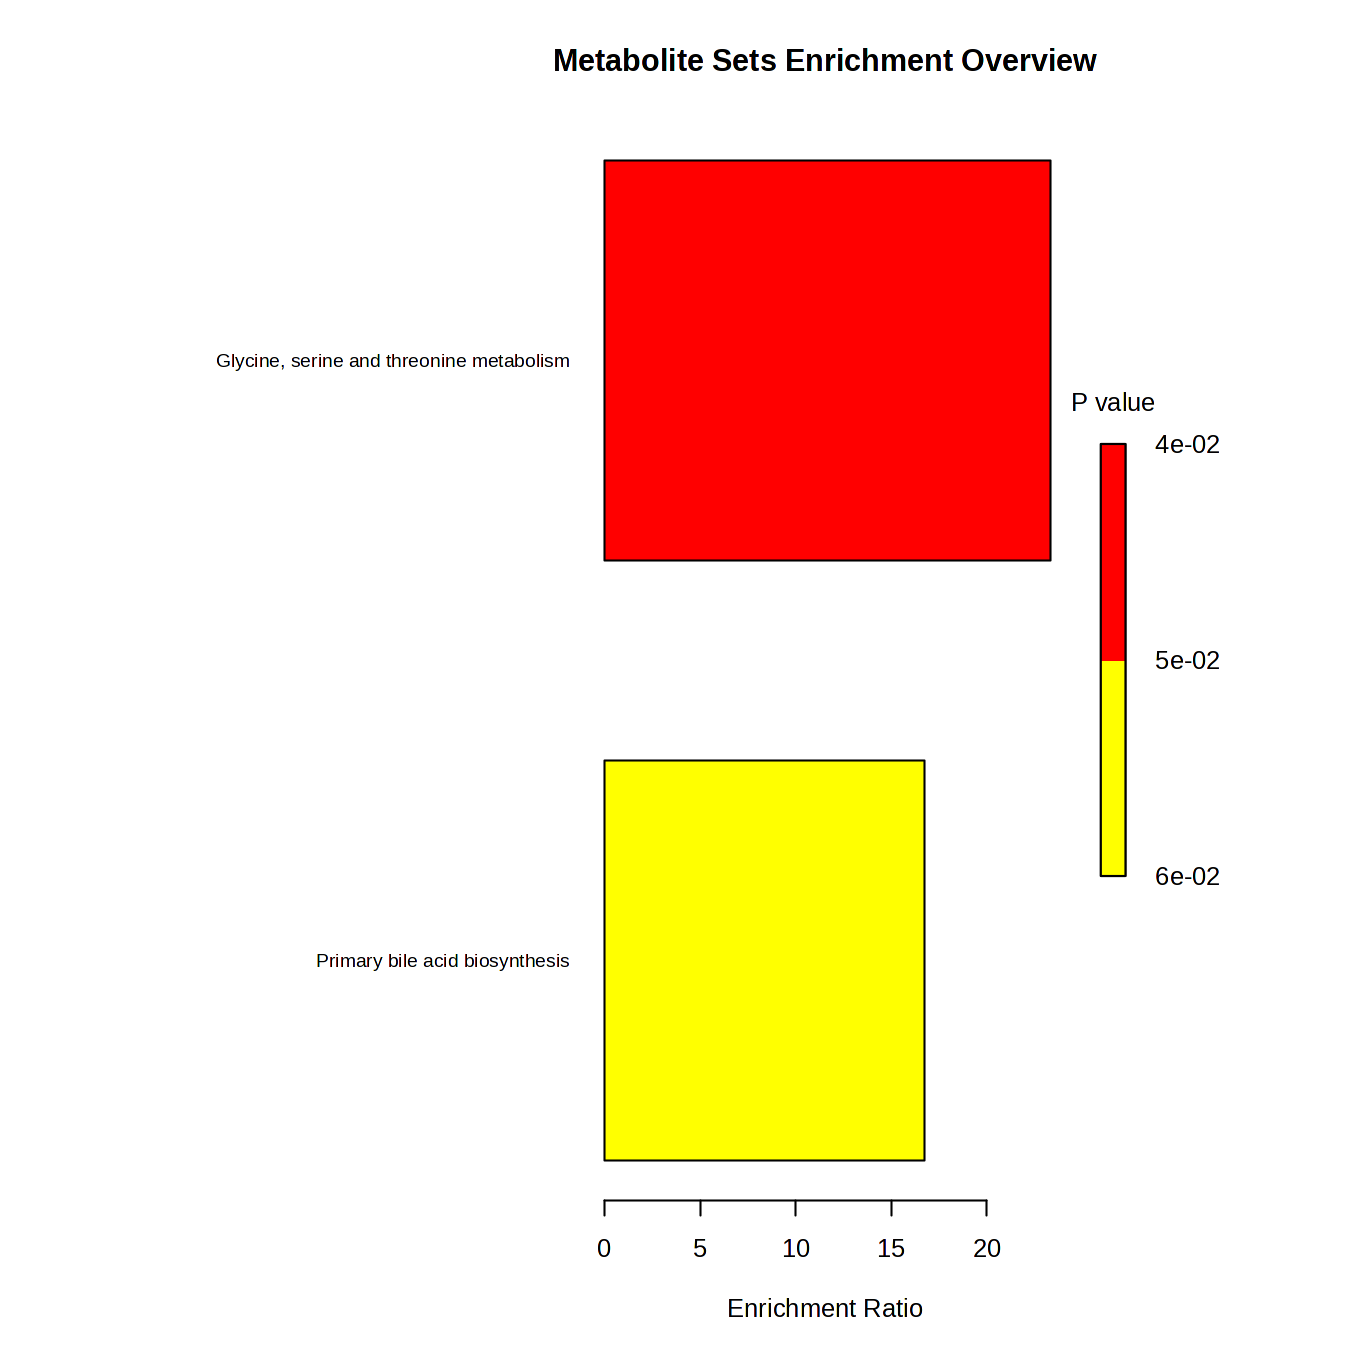 Metabolite Sets Enrichment Overview
Glycine, serine and threonine metabolism
P value
4e-02
5e-02
6e-02
Primary bile acid biosynthesis
0 5 10 15 20
Enrichment Ratio